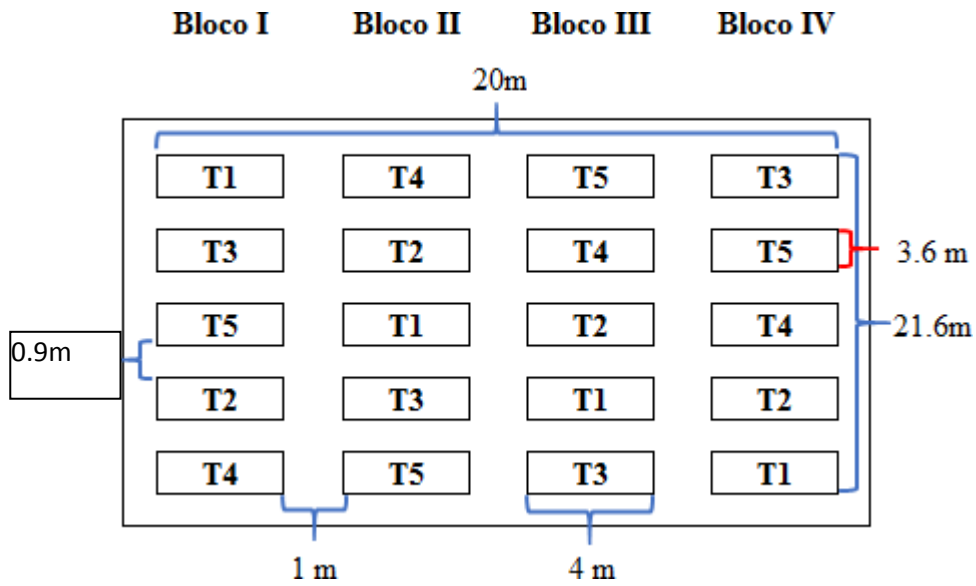 Bloco I Bloco II Bloco III Bloco IV
20m
T1 T4 T5 T3
T3 T2 T4 T5 3.6 m
T5 T1 T2 T4 21.6m
0.9m
T2 T3 T1 T2
T4 T5 T3 T1
1 m 4 m